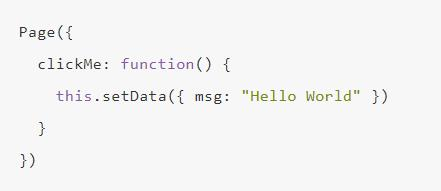 Page({
  clickMe: function() {
    this.setData({ msg: "Hello World" })
  }
})